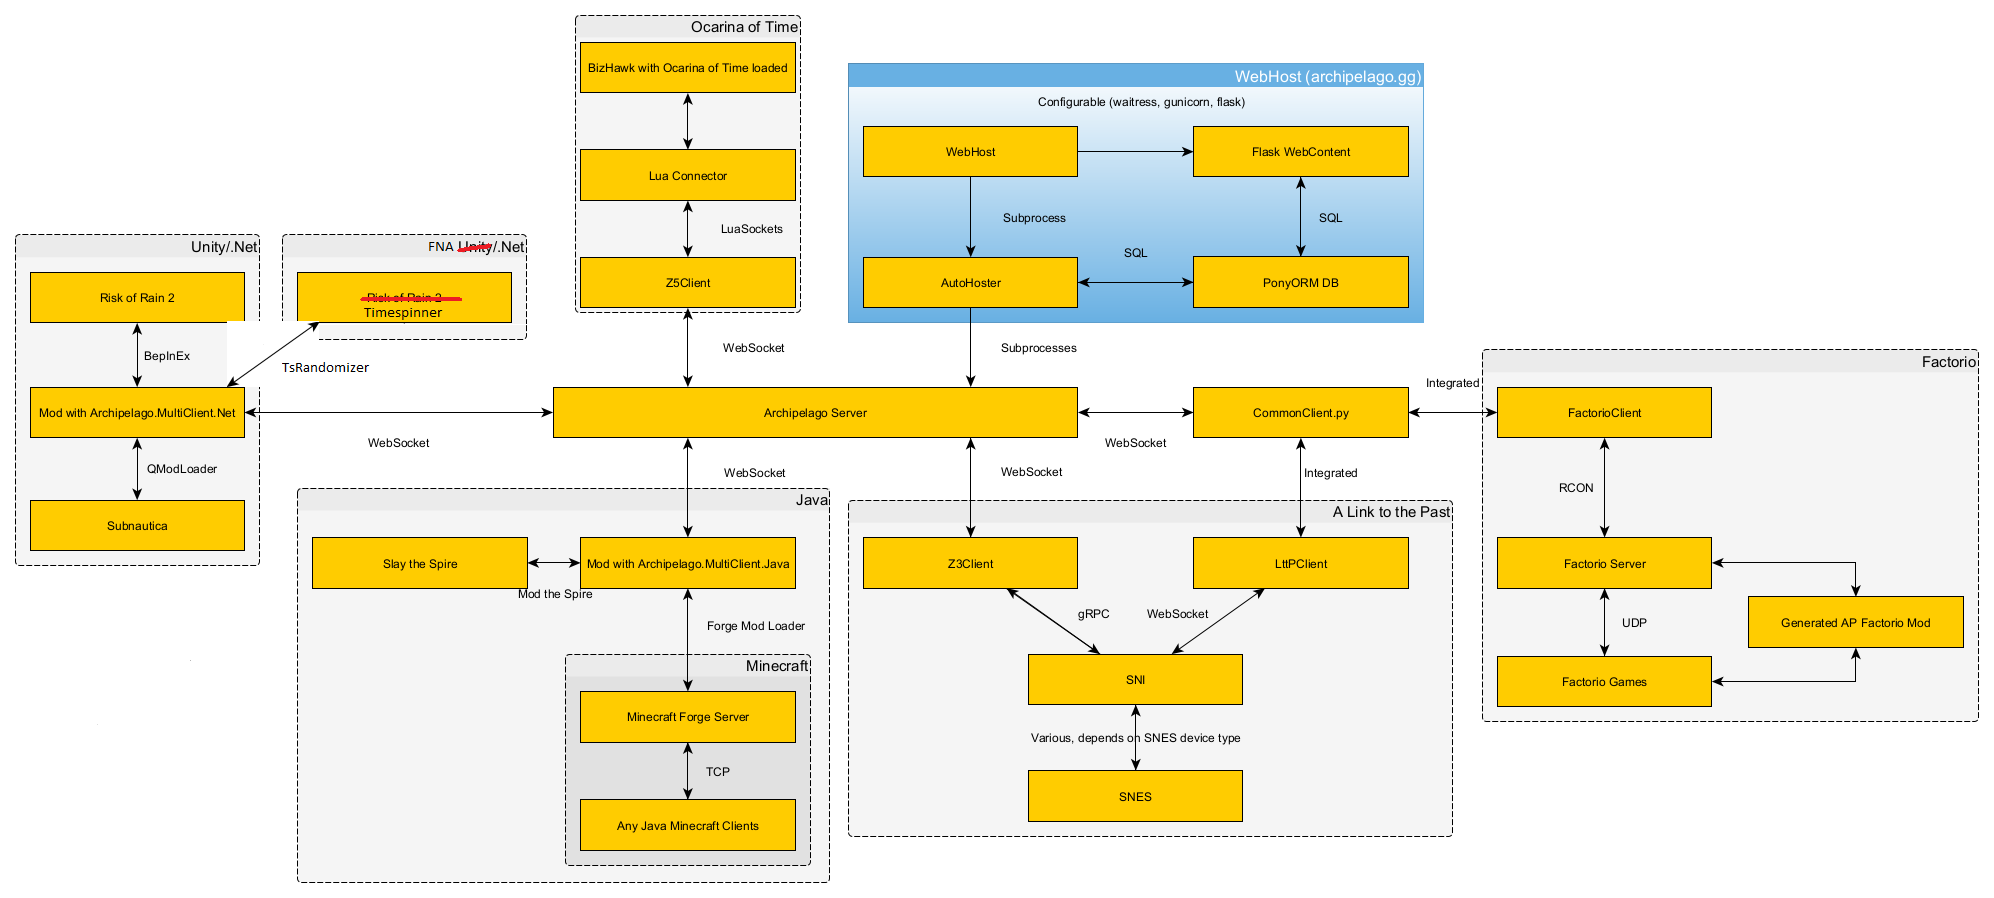 Ocarina of Time
BizHawk with Ocarina of Time loaded
Lua Connector
LuaSockets
Z5Client
WebSocket
WebHost (archipelago.gg)
Configurable (waitress, gunicorn, flask)
WebHost
Flask WebContent
Subprocess
SQL
SQL
AutoHoster
PonyORM DB
Subprocesses
Unity/.Net
Risk of Rain 2
BepInEx
Mod with Archipelago.MultiClient.Net
QModLoader
Subnautica
FNA Unity/.Net
Risk of Rain 2
Timespinner
TsRandomizer
WebSocket
Archipelago Server
WebSocket
CommonClient.py
Integrated
Factorio
FactorioClient
RCON
Factorio Server
UDP
Generated AP Factorio Mod
Factorio Games
WebSocket
WebSocket
Integrated
Java
Slay the Spire
Mod with Archipelago.MultiClient.Java
Mod the Spire
Forge Mod Loader
Minecraft
Minecraft Forge Server
TCP
Any Java Minecraft Clients
A Link to the Past
Z3Client
LttPClient
gRPC
WebSocket
SNI
Various, depends on SNES device type
SNES